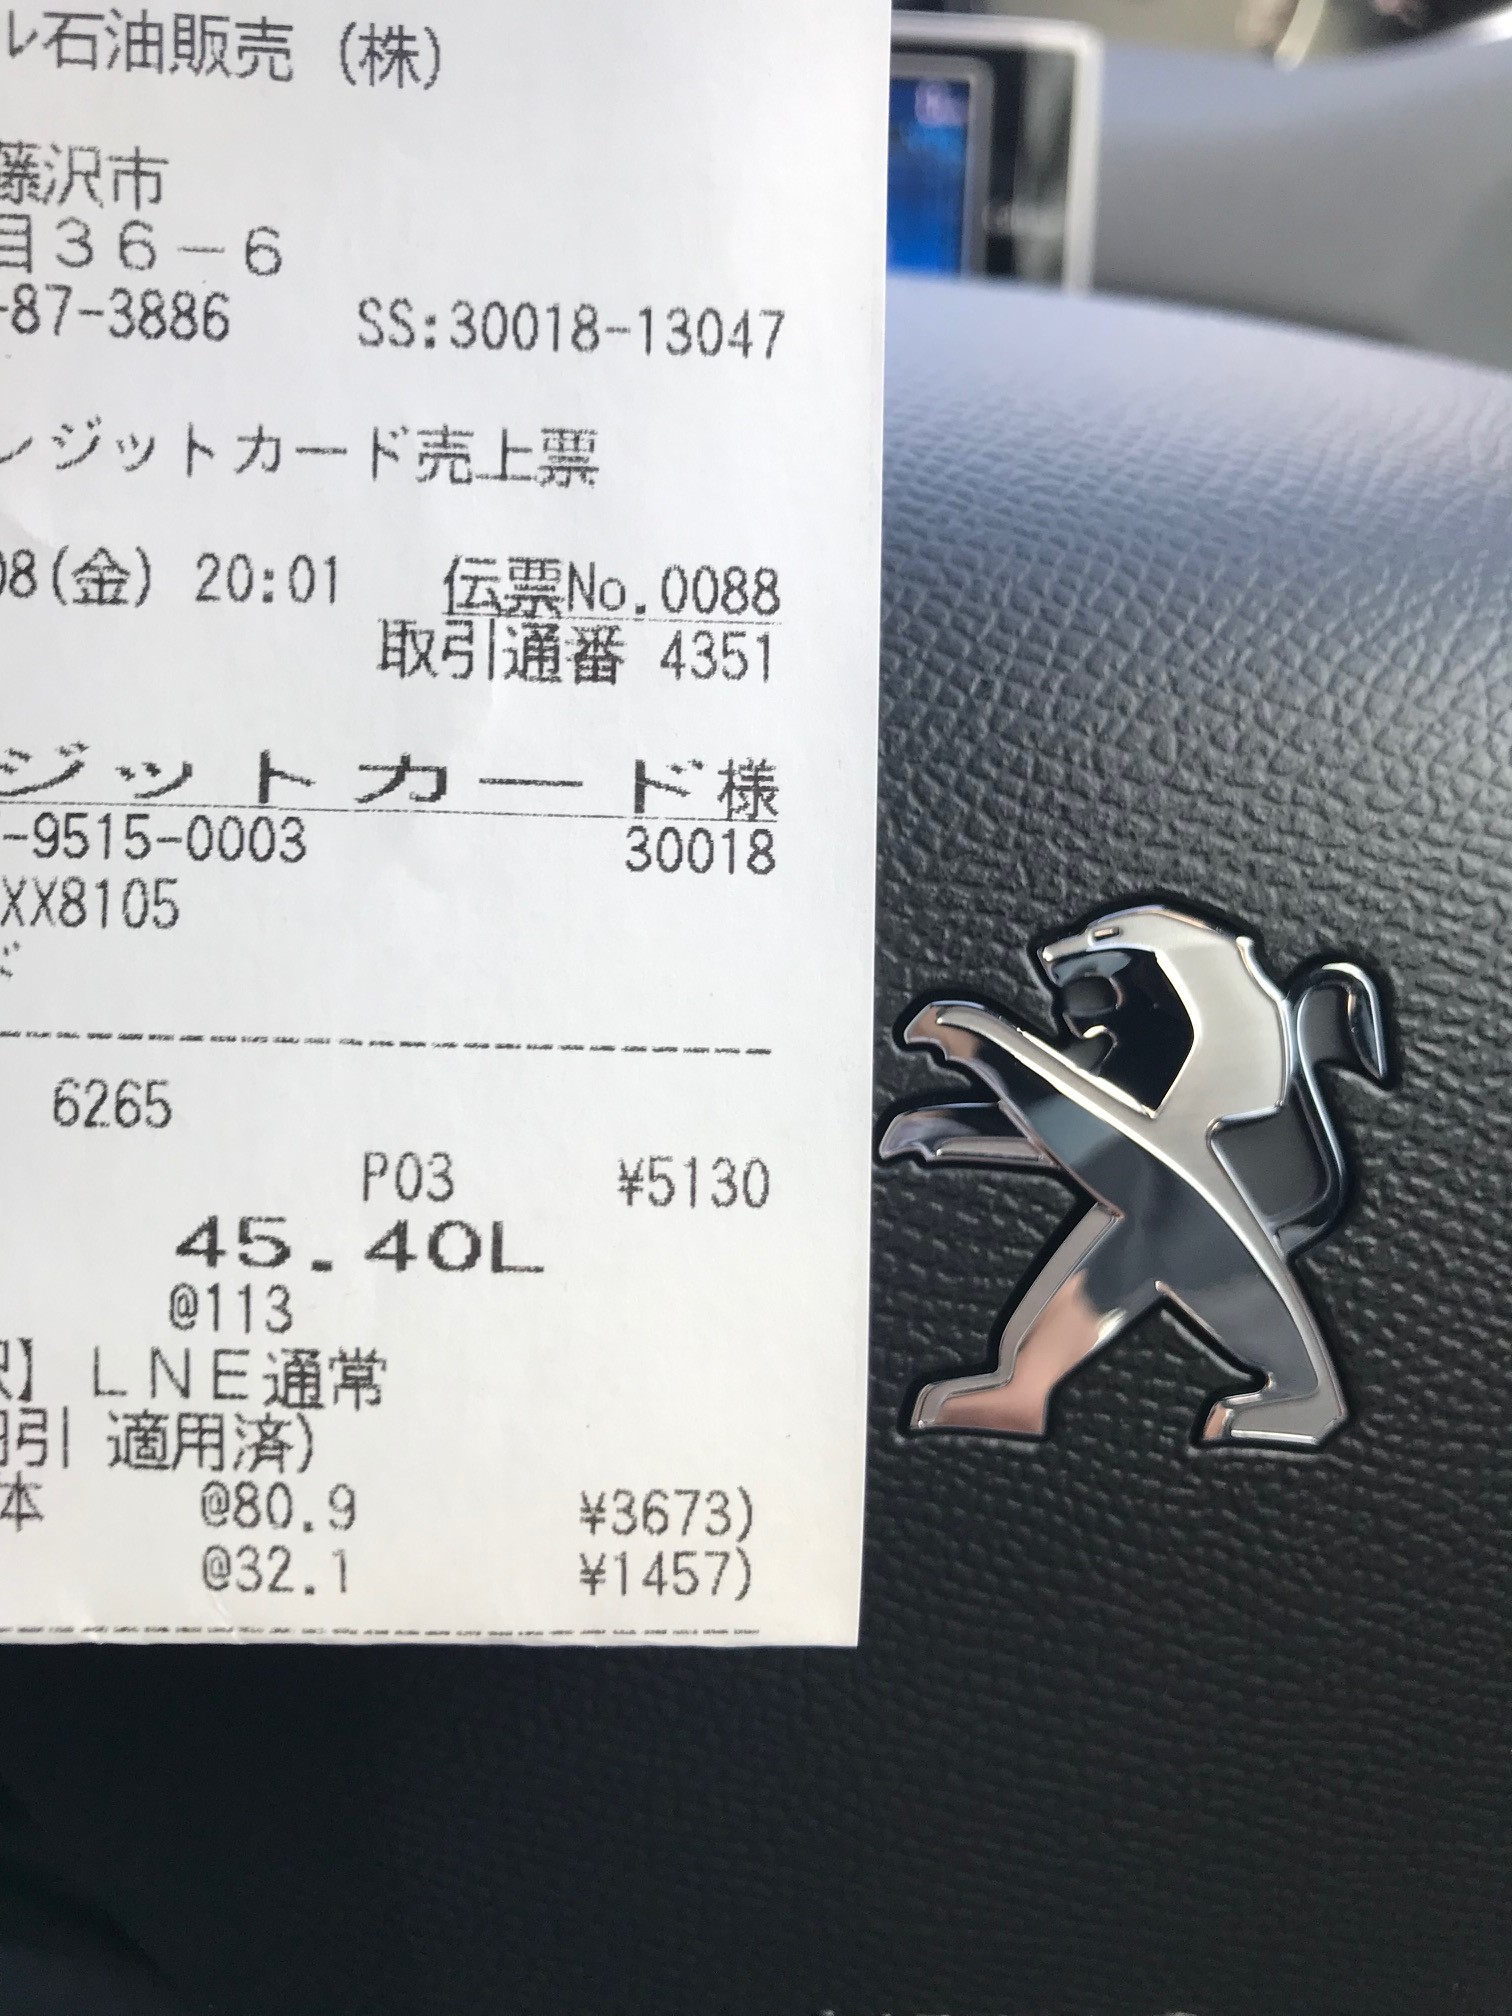 ル石油販売(株)
藤沢市
目36-6
-87-3886 SS:30018-13047
レジットカード売上票
08(金) 20:01 伝票No.0088
取引通番 4351
ジットカード様
-9515-0003 30018
XX8105
ド
6265
P03 ¥5130
45.40L
@113
】LNE通常
引 適用済)
本 @80.9 ¥3673)
@32.1 ¥1457)